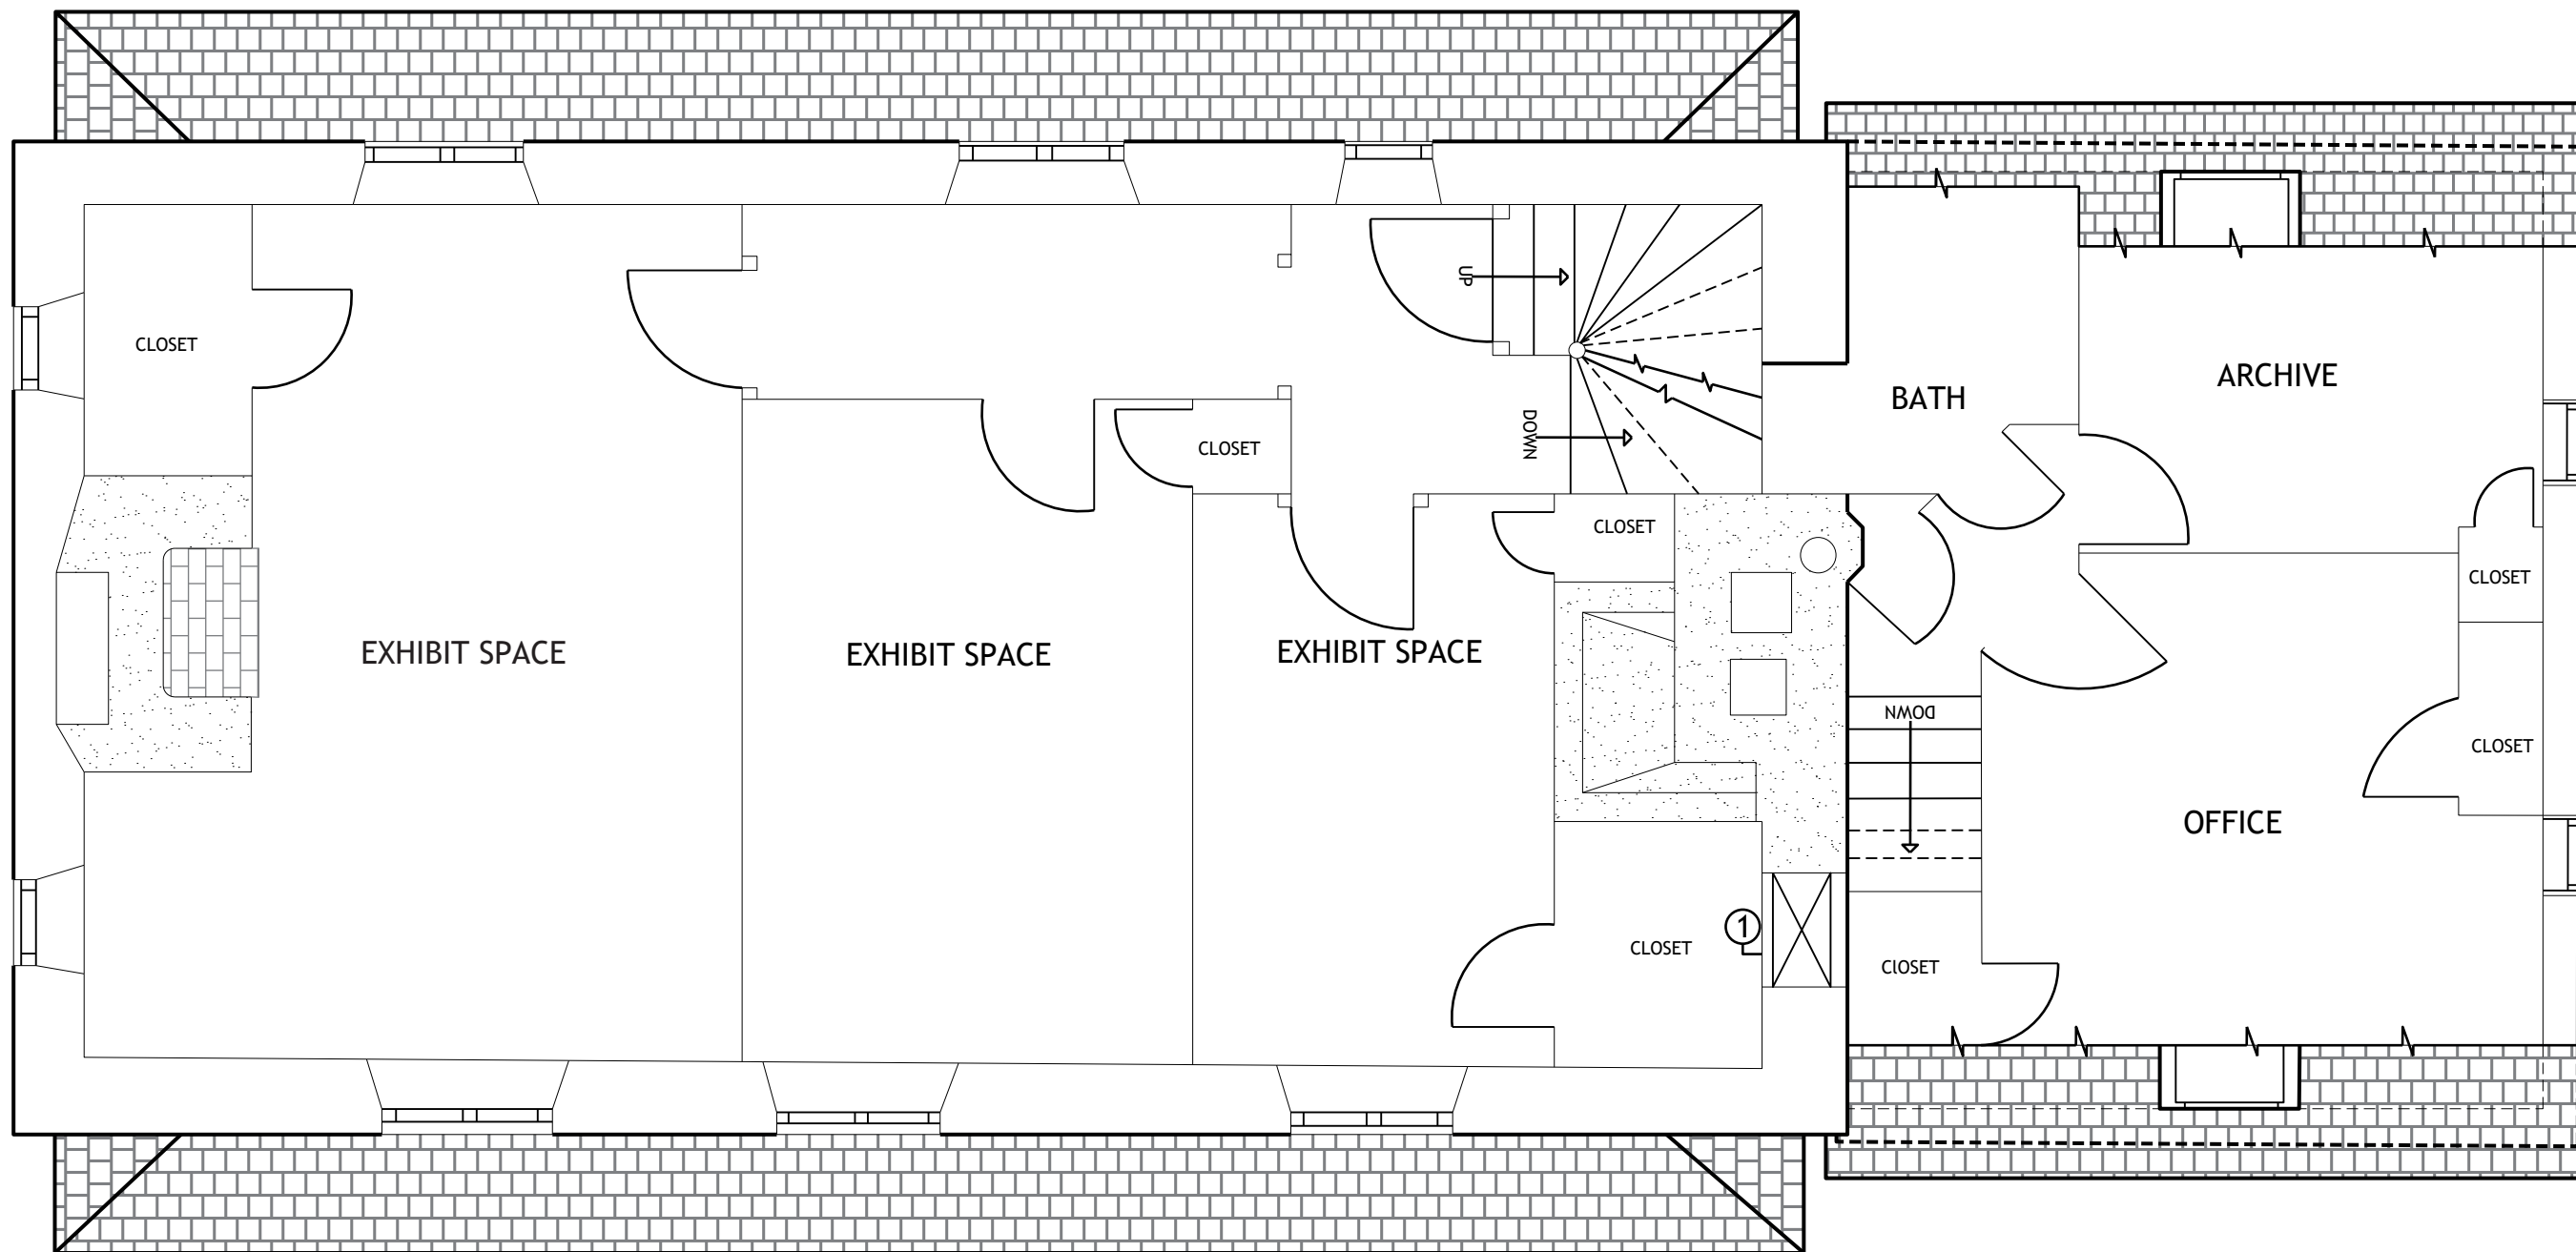 UP
CLOSET
ARCHIVE
BATH
DOWN
CLOSET
CLOSET
CLOSET
EXHIBIT SPACE
EXHIBIT SPACE
EXHIBIT SPACE
DOWN
CLOSET
OFFICE
1
CLOSET
ClOSET